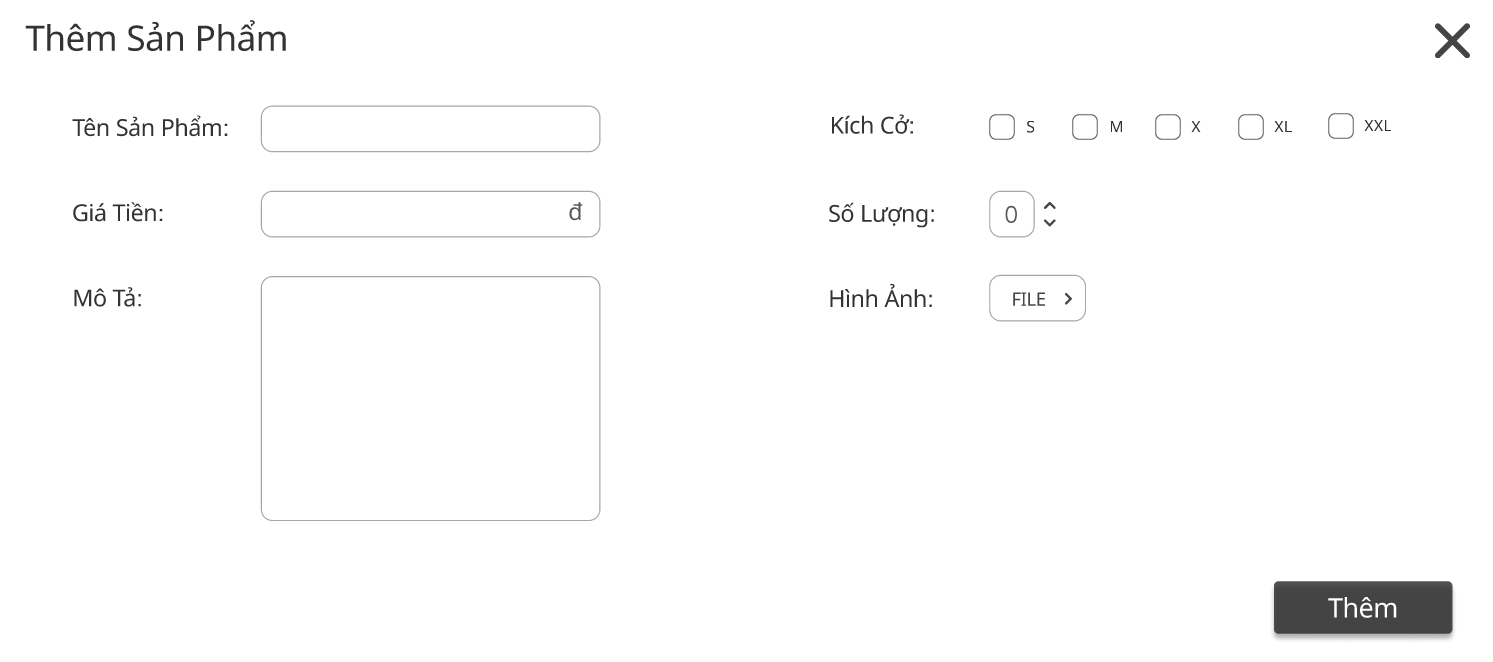 Thêm Sản Phẩm
Tên Sản Phẩm:
Giá Tiền: đ
Mô Tả:
Kích Cở: S M X XL XXL
Số Lượng: 0
Hình Ảnh: FILE
Thêm